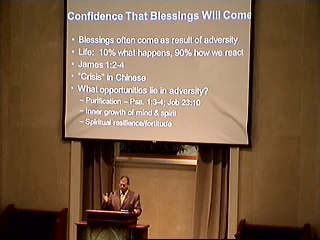 Confidence That Blessings Will Come
• Blessings often come as result of adversity
• Life: 10% what happens, 90% how we react
• James 1:2-4
• "Crisis" in Chinese
• What opportunities lie in adversity?
– Purification – Psa. 1:3-4; Job 23:10
– Inner growth of mind & spirit
– Spiritual resilience/fortitude